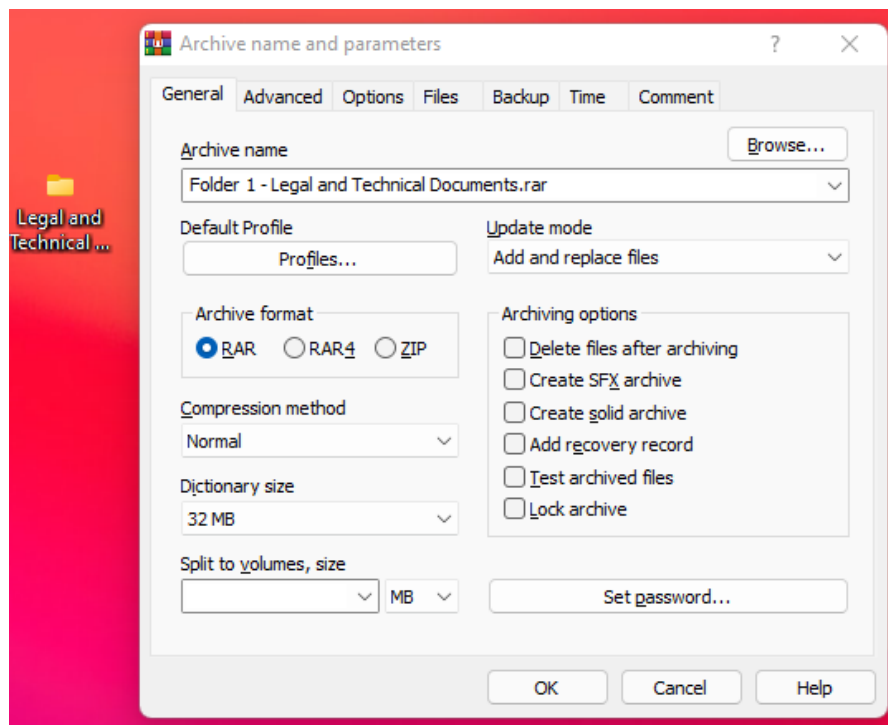 Archive name and parameters
?
General Advanced Options Files Backup Time Comment
Archive name
Browse...
Folder 1 - Legal and Technical Documents.rar
Legal and
Technical ...
Default Profile
Update mode
Profiles...
Add and replace files
Archive format
RAR RAR4 ZIP
Archiving options
Delete files after archiving
Create SFX archive
Create solid archive
Add recovery record
Test archived files
Lock archive
Compression method
Normal
Dictionary size
32 MB
Split to volumes, size
MB
Set password...
OK Cancel Help